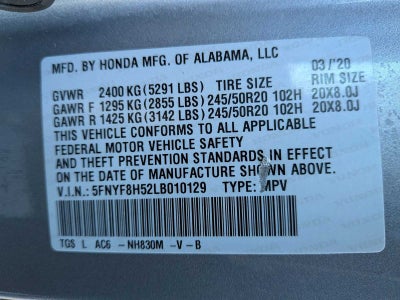 MFD. BY HONDA MFG. OF ALABAMA, LLC 03/'20
GVWR 2400 KG(5291 LBS) TIRE SIZE RIM SIZE
GAWR F 1295 KG(2855 LBS)245/50R20 102H 20X8.0J
GAWR R 1425 KG(3142 LBS)245/50R20 102H 20X8.0J
THIS VEHICLE CONFORMS TO ALL APPLICABLE
FEDERAL MOTOR VEHICLE SAFETY
AND THEFT PREVENTION STANDARDS IN EFFECT
ON THE DATE OF MANUFACTURE SHOWN ABOVE.
V.I.N.: 5FNYF8H52LB010129 TYPE: MPV
TGS L AC6 -NH830M -V-B